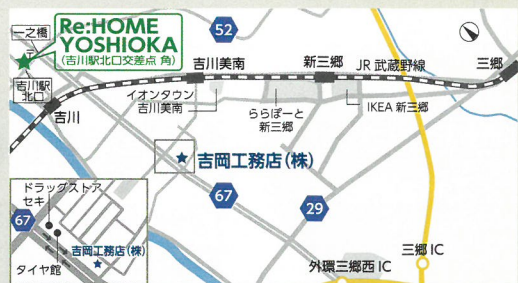 Re:HOME
YOSHIOKA
(吉川駅北口交差点 角)
一之橋
吉川駅
北口
52
吉川美南
新三郷
JR 武蔵野線
三郷
イオンタウン
吉川美南
ららぽーと
新三郷
IKEA 新三郷
吉川
吉岡工務店(株)
67
29
ドラッグストア
セキ
67
吉岡工務店(株)
タイヤ館
外環三郷西IC
三郷IC